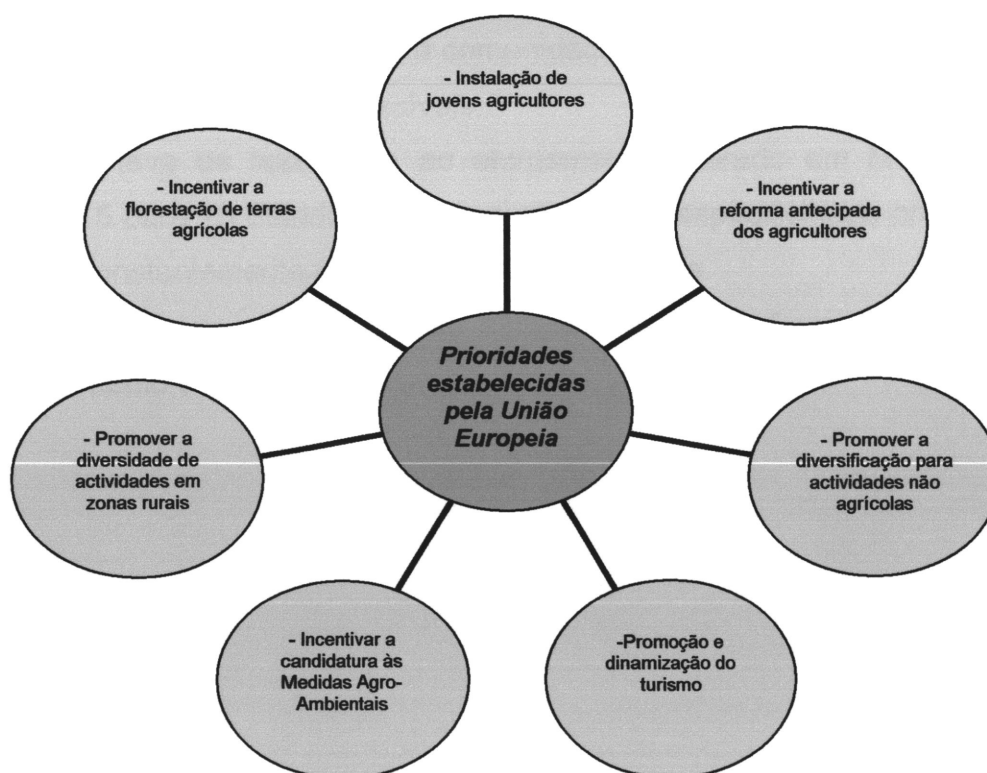 - Instalação de
jovens agricultores
- Incentivar a
florestação de terras
agrícolas
- Incentivar a
reforma antecipada
dos agricultores
Prioridades
estabelecidas
pela União
Europeia
- Promover a
diversidade de
actividades em
zonas rurais
- Promover a
diversificação para
actividades não
agrícolas
- Incentivar a
candidatura às
Medidas Agro-
Ambientais
-Promoção e
dinamização do
turismo